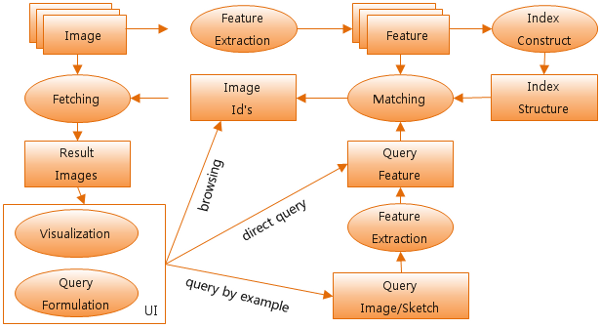 Image
Feature
Extraction
Feature
Index
Construct
Fetching
Image
Id's
Matching
Index
Structure
Result
Images
browsing
direct query
query by example
Query
Feature
Feature
Extraction
Query
Image/Sketch
Visualization
Query
Formulation
UI